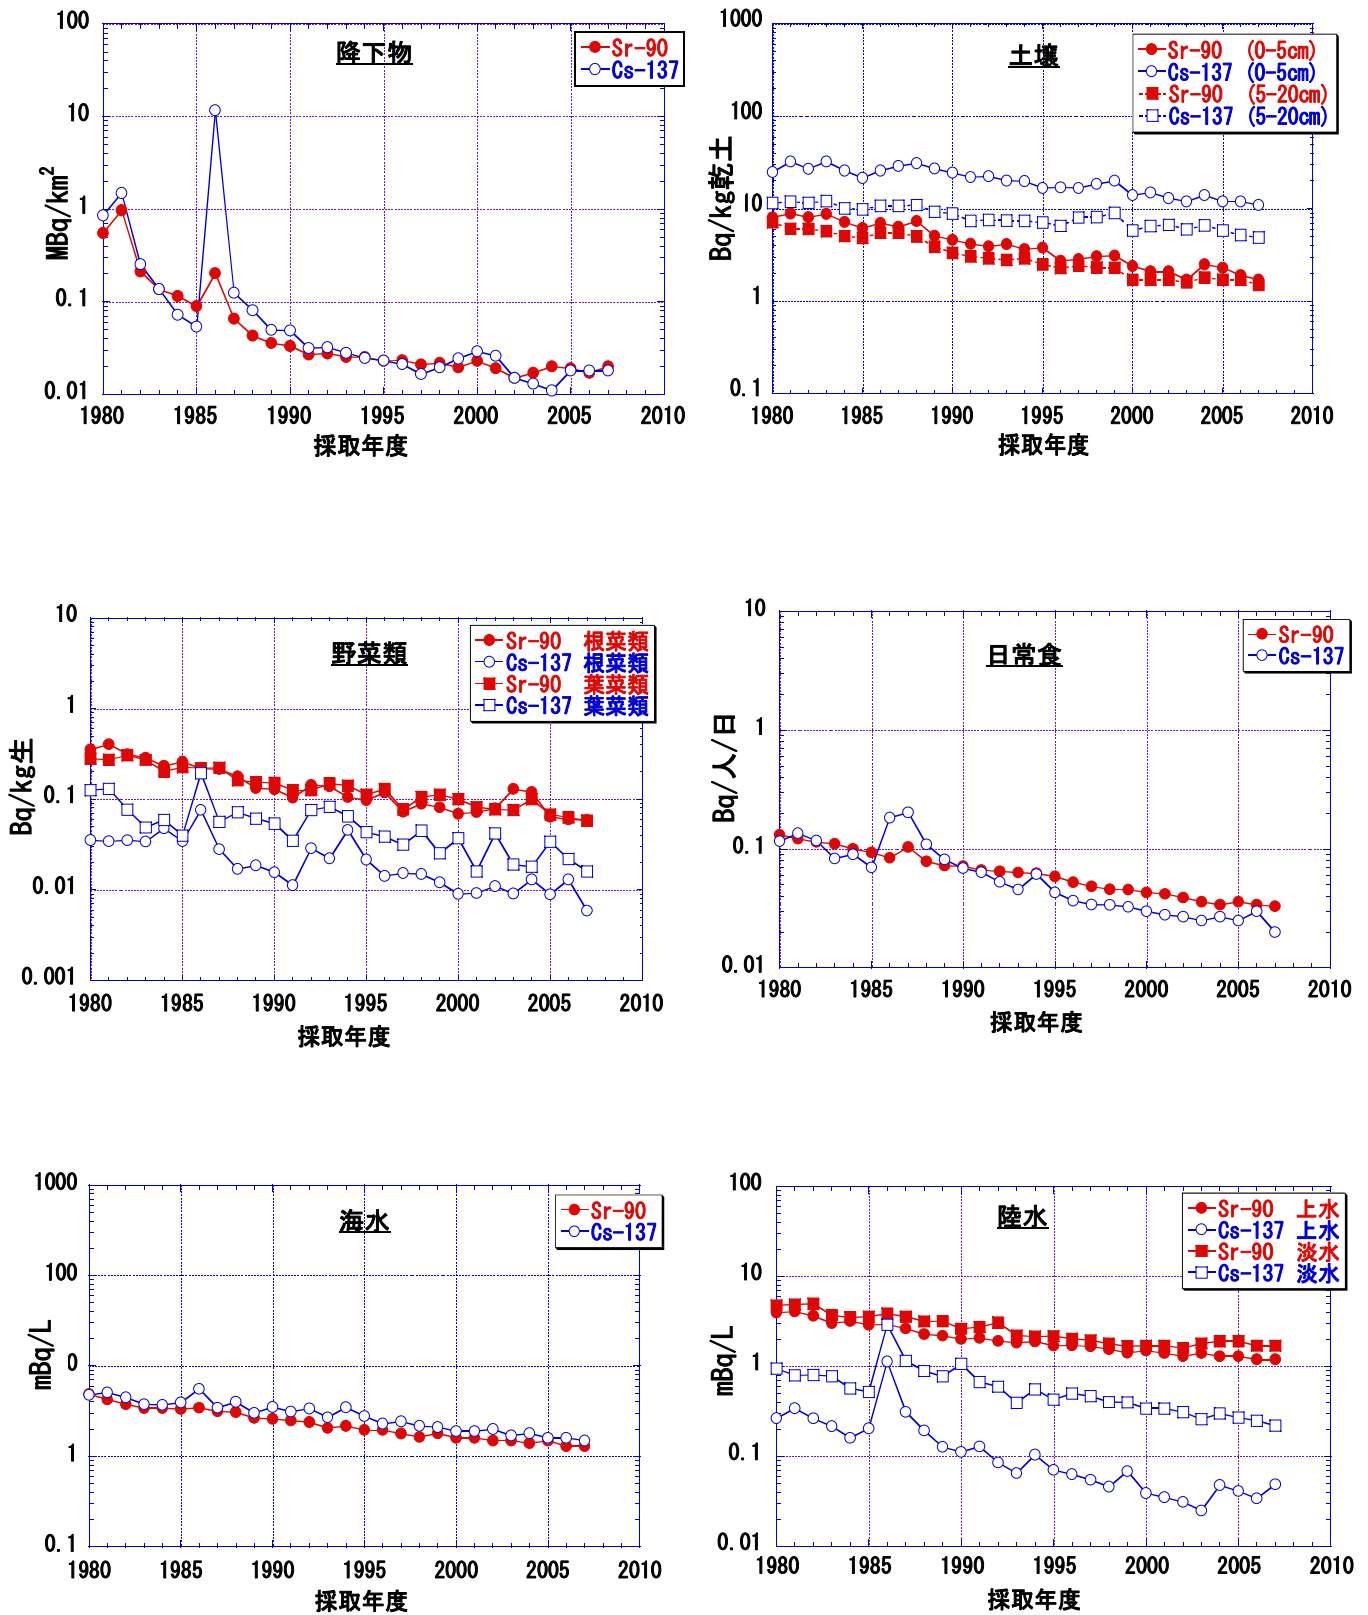 降下物
Sr-90
Cs-137
100
10
1
0.1
0.01
MBq/km2
1980 1985 1990 1995 2000 2005 2010
採取年度
土壌
Sr-90 (0-5cm)
Cs-137 (0-5cm)
Sr-90 (5-20cm)
Cs-137 (5-20cm)
1000
100
10
1
0.1
Bq/kg乾土
1980 1985 1990 1995 2000 2005 2010
採取年度
野菜類
Sr-90 根菜類
Cs-137 根菜類
Sr-90 葉菜類
Cs-137 葉菜類
10
1
0.1
0.01
0.001
Bq/kg生
1980 1985 1990 1995 2000 2005 2010
採取年度
日常食
Sr-90
Cs-137
10
1
0.1
0.01
Bq/人/日
1980 1985 1990 1995 2000 2005 2010
採取年度
海水
Sr-90
Cs-137
1000
100
0
1
0.1
mBq/L
1980 1985 1990 1995 2000 2005 2010
採取年度
陸水
Sr-90 上水
Cs-137 上水
Sr-90 淡水
Cs-137 淡水
100
10
1
0.1
0.01
mBq/L
1980 1985 1990 1995 2000 2005 2010
採取年度